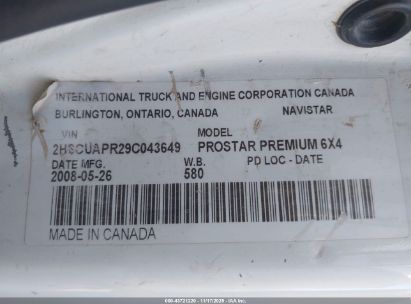 INTERNATIONAL TRUCK AND ENGINE CORPORATION CANADA
BURLINGTON, ONTARIO, CANADA NAVISTAR
VIN MODEL
2HSCUAPR29C043649 PROSTAR PREMIUM 6X4
DATE MFG. W.B. PD LOC - DATE
2008-05-26 580
MADE IN CANADA